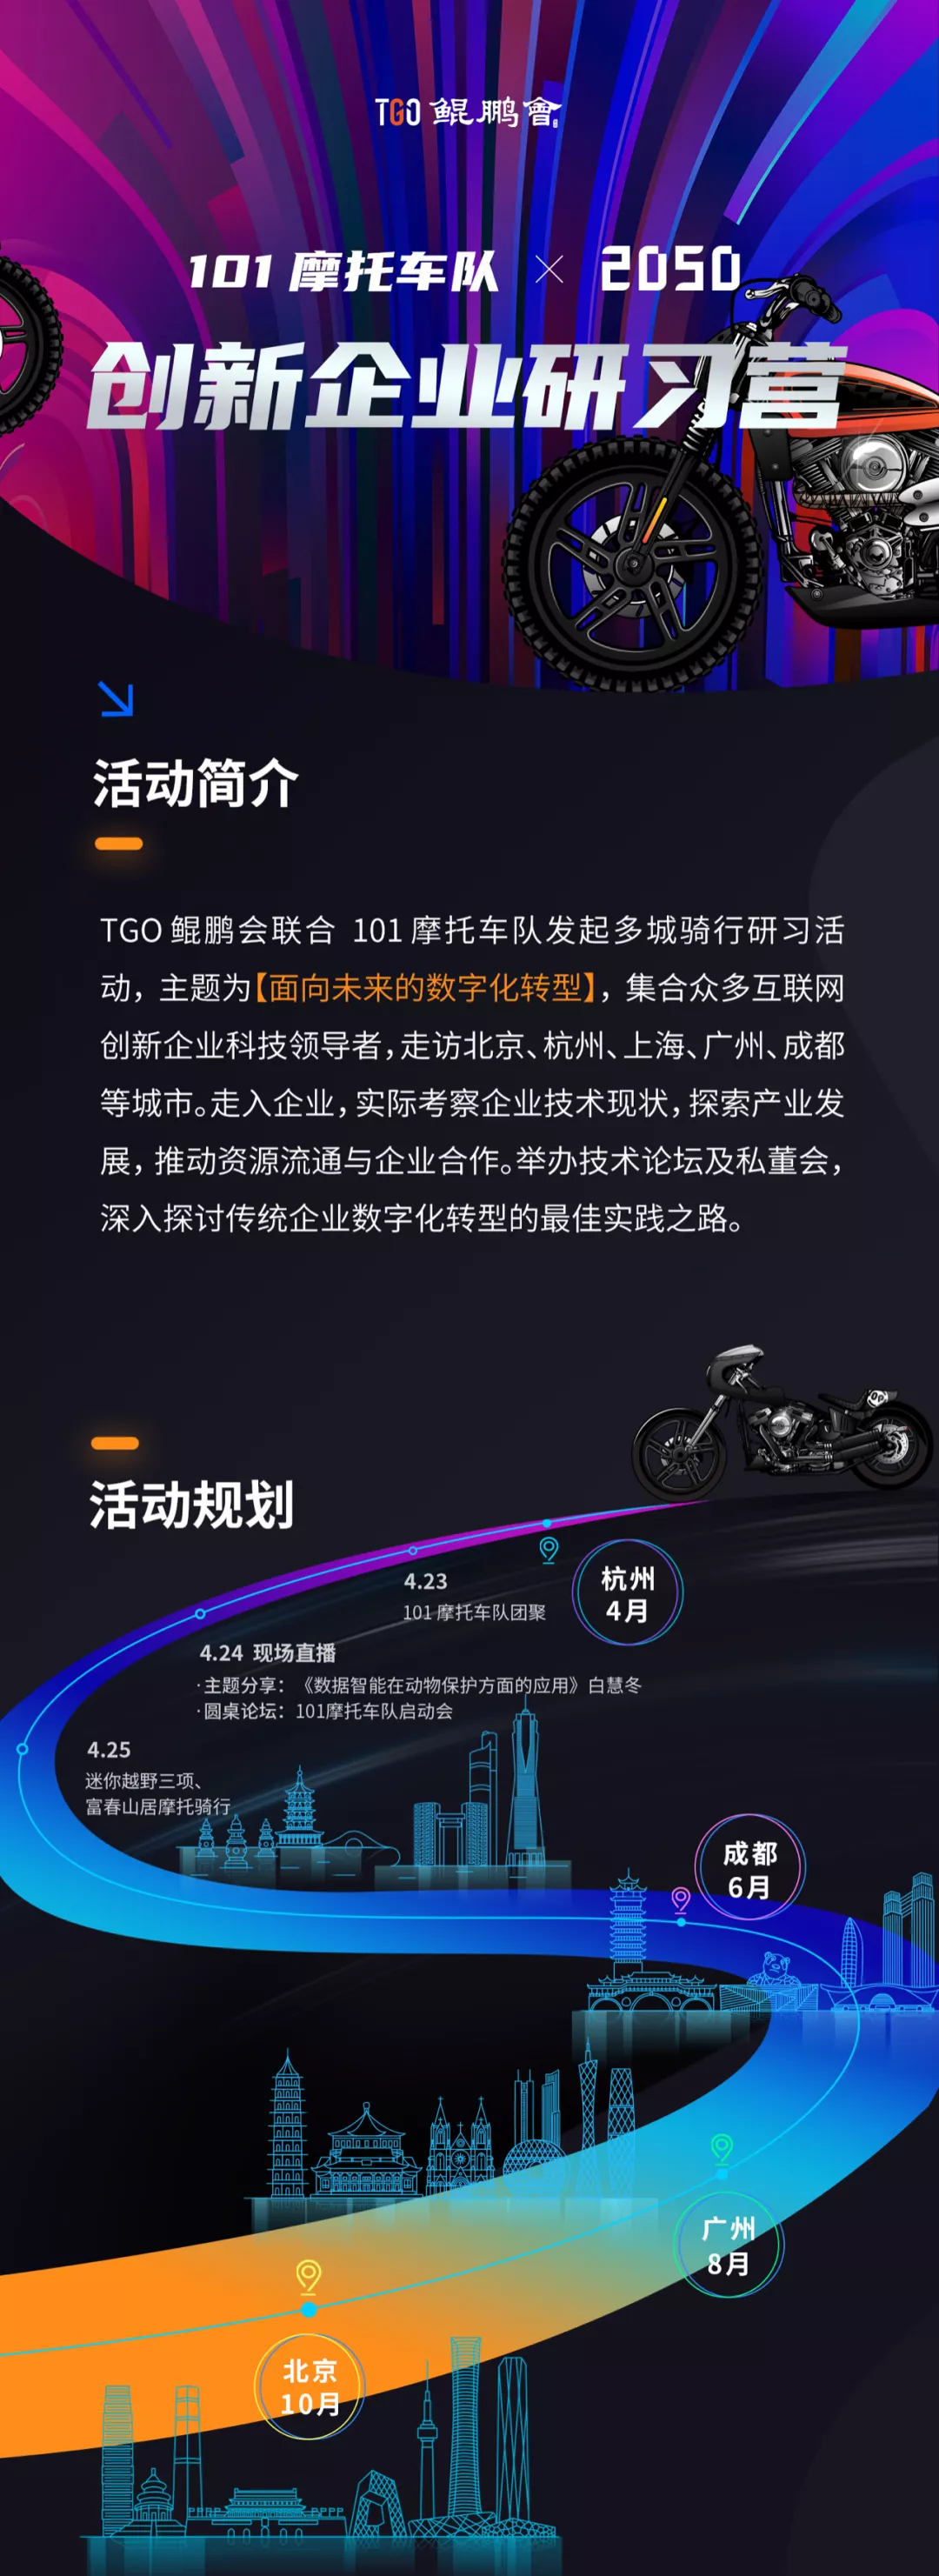 TGO 鲲鹏會
101 摩托车队 × 2050
创新企业研习营
活动简介
TGO 鲲鹏会联合 101 摩托车队发起多城骑行研习活
动，主题为【面向未来的数字化转型】，集合众多互联网
创新企业科技领导者，走访北京、杭州、上海、广州、成都
等城市。走入企业，实际考察企业技术现状，探索产业发
展，推动资源流通与企业合作。举办技术论坛及私董会，
深入探讨传统企业数字化转型的最佳实践之路。
活动规划
杭州
4月
4.23
101 摩托车队团聚
4.24 现场直播
·主题分享：《数据智能在动物保护方面的应用》白慧冬
·圆桌论坛：101摩托车队启动会
4.25
迷你越野三项、
富春山居摩托骑行
成都
6月
广州
8月
北京
10月